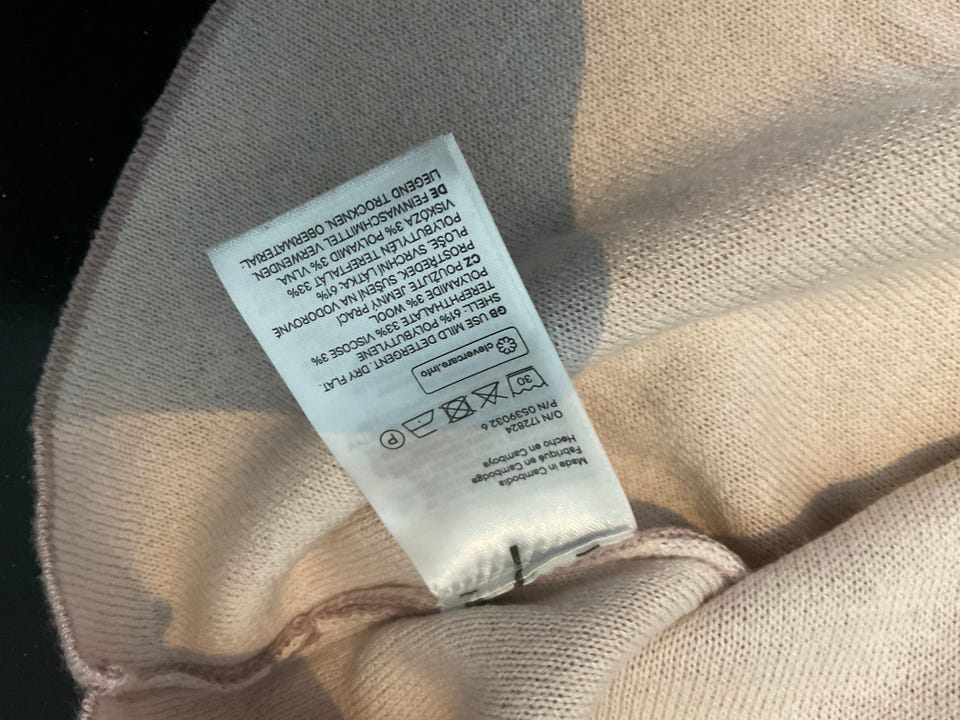 Made in Cambodia
Fabriqué en Cambodge
Hecho en Camboya
O/N 172824
P/N 0539032 6
30
P
clevercare.info
GB USE MILD DETERGENT. DRY FLAT.
SHELL: 61% POLYBUTYLENE
TEREPHTHALATE 33% VISCOSE 3%
POLYAMIDE 3% WOOL
CZ POUŽIJTE JEMNÝ PRACÍ
PROSTŘEDEK. SUŠENÍ NA VODOROVNÉ
PLOŠE. SVRCHNÍ LÁTKA: 61%
POLYBUTYLÉN TEREFTALÁT 33%
VISKÓZA 3% POLYAMID 3% VLNA.
DE FEINWASCHMITTEL VERWENDEN.
LIEGEND TROCKNEN. OBERMATERIAL: